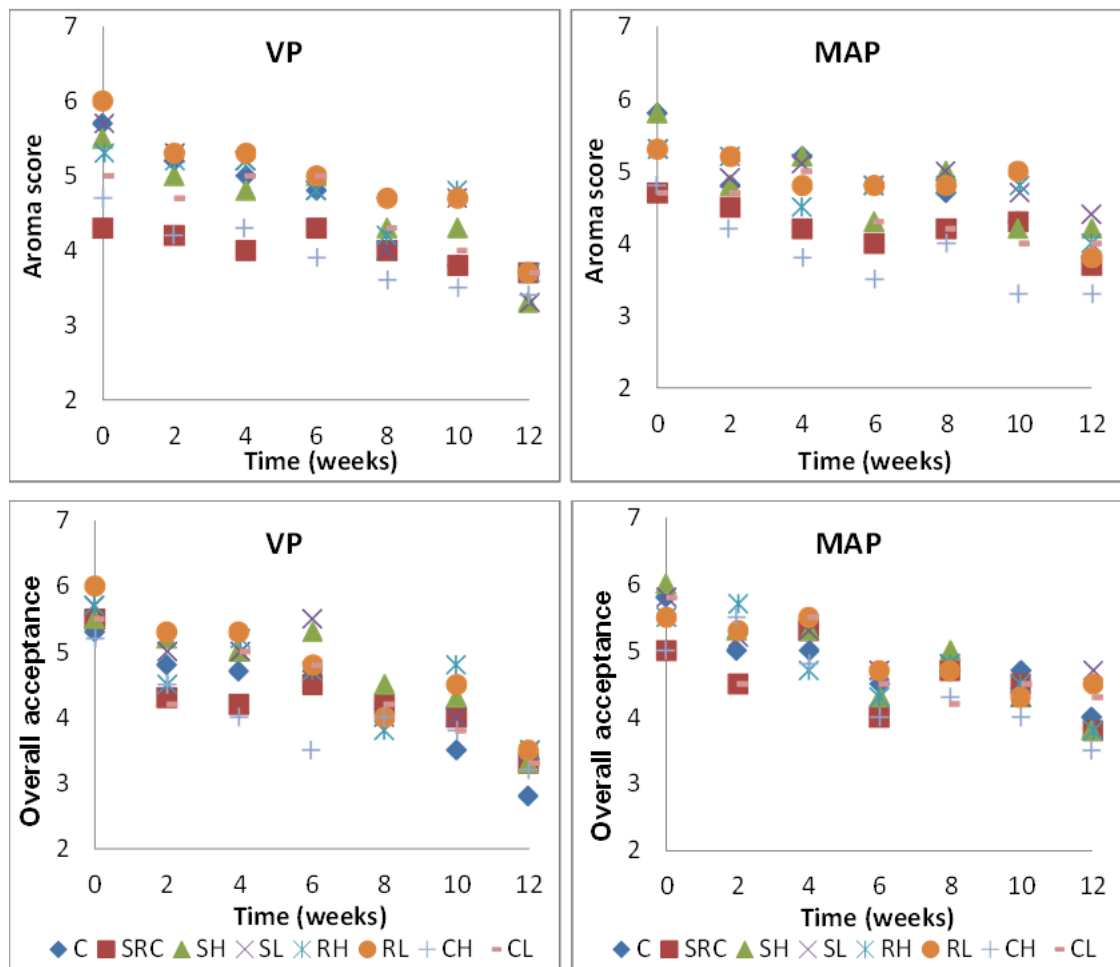 VP
7
6
5
4
3
2
Aroma score
0 2 4 6 8 10 12
Time (weeks)
MAP
7
6
5
4
3
2
Aroma score
0 2 4 6 8 10 12
Time (weeks)
VP
7
6
5
4
3
2
Overall acceptance
0 2 4 6 8 10 12
Time (weeks)
C SRC SH SL RH RL CH CL
MAP
7
6
5
4
3
2
Overall acceptance
0 2 4 6 8 10 12
Time (weeks)
C SRC SH SL RH RL CH CL